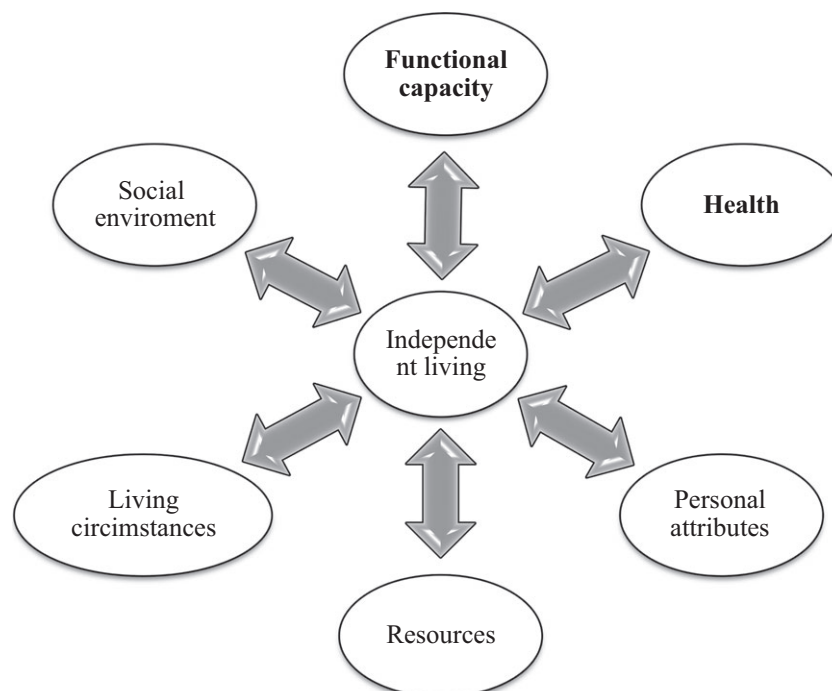 Functional
capacity
Social
enviroment
Health
Independe
nt living
Living
circimstances
Personal
attributes
Resources